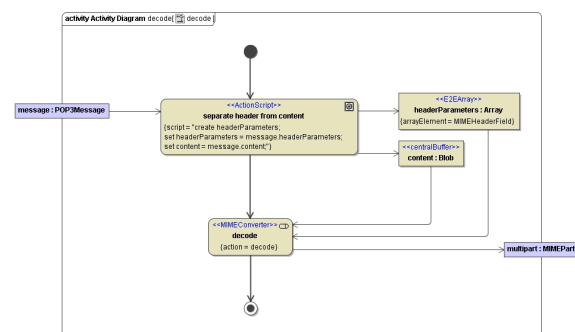 activity Activity Diagram decode[ decode ]
message : POP3Message
<<ActionScript>>
separate header from content
{script = "create headerParameters;
set headerParameters = message.headerParameters;
set content = message.content;"}
<<E2EArray>>
headerParameters : Array
{arrayElement = MIMEHeaderField}
<<centralBuffer>>
content : Blob
<<MIMEConverter>>
decode
{action = decode}
multipart : MIMEPart